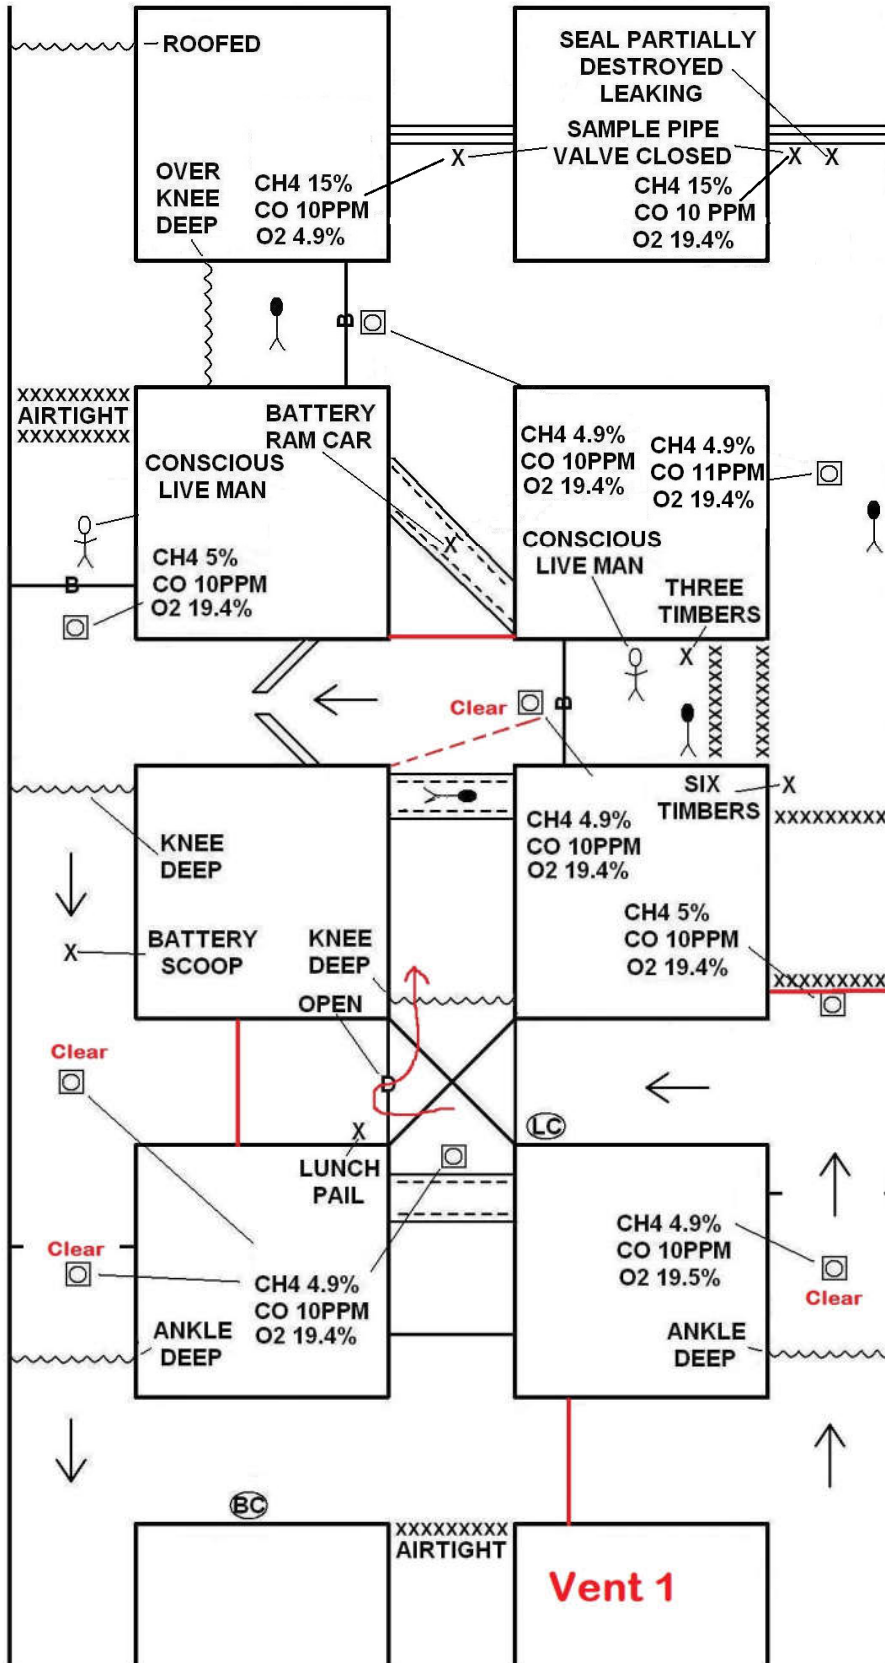 ROOFED
SEAL PARTIALLY
DESTROYED
LEAKING
SAMPLE PIPE
VALVE CLOSED
X
X
X
OVER
KNEE
DEEP
CH4 15%
CO 10PPM
O2 4.9%
CH4 15%
CO 10 PPM
O2 19.4%
B
XXXXXXXXX
AIRTIGHT
XXXXXXXXX
BATTERY
RAM CAR
X
CONSCIOUS
LIVE MAN
CH4 4.9%
CO 10PPM
O2 19.4%
CH4 4.9%
CO 11PPM
O2 19.4%
CH4 5%
CO 10PPM
O2 19.4%
B
CONSCIOUS
LIVE MAN
THREE
TIMBERS
X
XXXXXXXXX
XXXXXXXXX
Clear
B
SIX
TIMBERS
X
XXXXXXXXX
KNEE
DEEP
CH4 4.9%
CO 10PPM
O2 19.4%
X
BATTERY
SCOOP
KNEE
DEEP
CH4 5%
CO 10PPM
O2 19.4%
XXXXXXXXX
OPEN
Clear
D
X
LC
LUNCH
PAIL
CH4 4.9%
CO 10PPM
O2 19.5%
Clear
Clear
CH4 4.9%
CO 10PPM
O2 19.4%
ANKLE
DEEP
ANKLE
DEEP
BC
XXXXXXXXX
AIRTIGHT
Vent 1